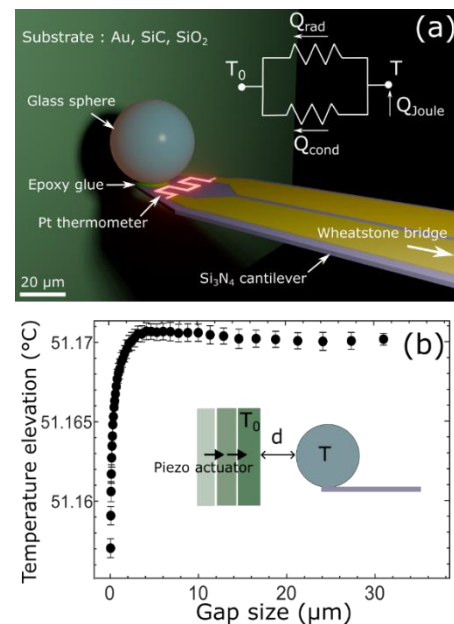 Substrate : Au, SiC, SiO₂
(a)
Q_rad
T₀
T
Q_Joule
Q_cond
Glass sphere
Epoxy glue
Pt thermometer
Wheatstone bridge
Si₃N₄ cantilever
20 µm
(b)
Temperature elevation (°C)
51.17
51.165
51.16
T₀
d
T
Piezo actuator
0 10 20 30
Gap size (µm)